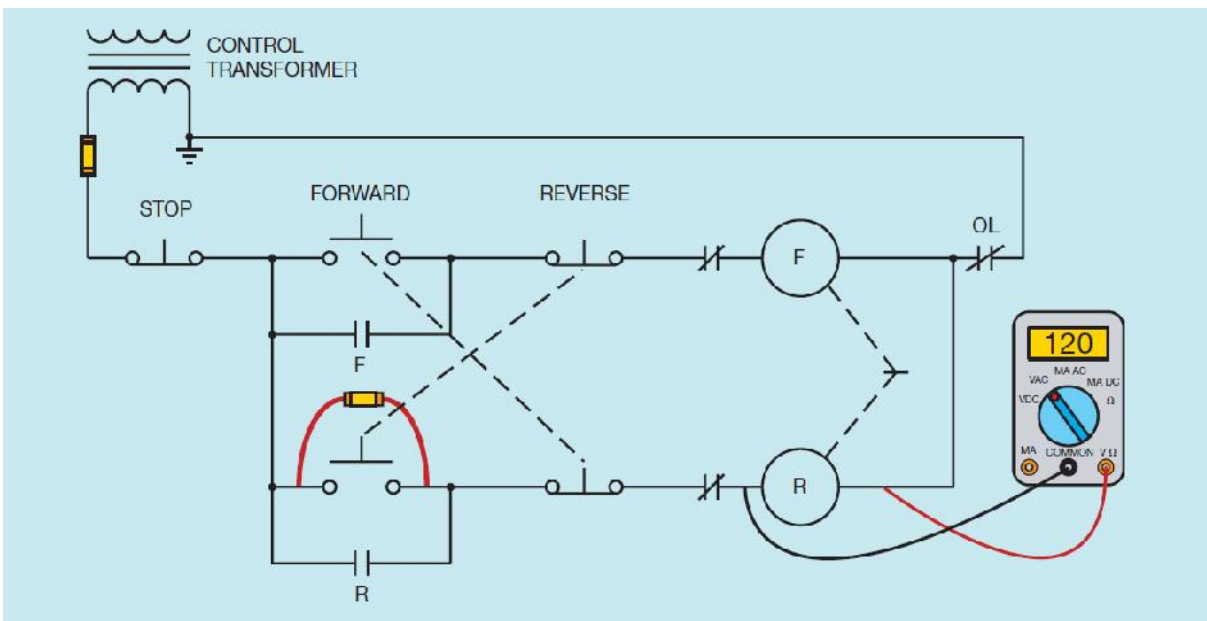 CONTROL
TRANSFORMER
STOP
FORWARD
REVERSE
F
OL
F
R
R
120
MA AC
VAC
MA DC
VDC
Ω
MA
COMMON
V Ω